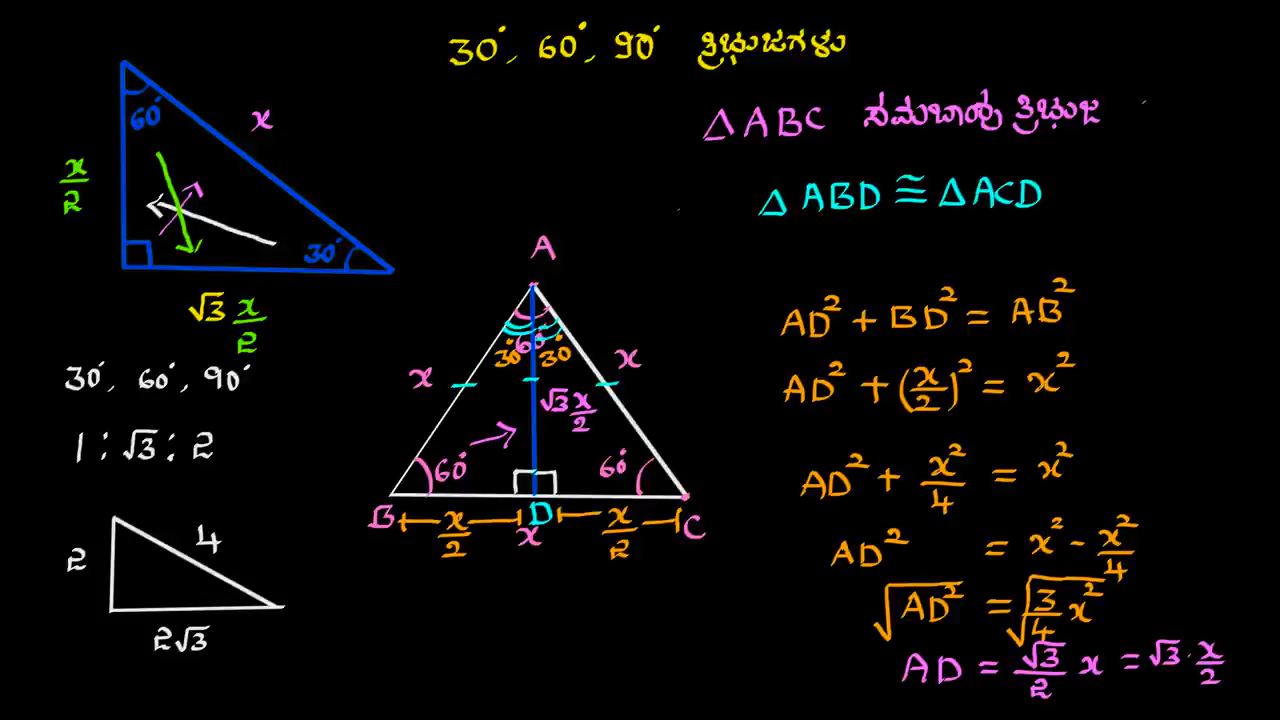 30°, 60°, 90° ತ್ರಿಭುಜಗಳು
△ABC ಸಮಬಾಹು ತ್ರಿಭುಜ
△ABD ≅ △ACD
60°
x
x/2
30°
√3 x/2
30°, 60°, 90°
1 : √3 : 2
2
4
2√3
A
60°
30° 30°
x
x
√3 x/2
60°
60°
B
x/2
D
x/2
C
x
AD² + BD² = AB²
AD² + (x/2)² = x²
AD² + x²/4 = x²
AD² = x² - x²/4
√AD² = √3/√4 x²
AD = √3/2 x = √3 · x/2